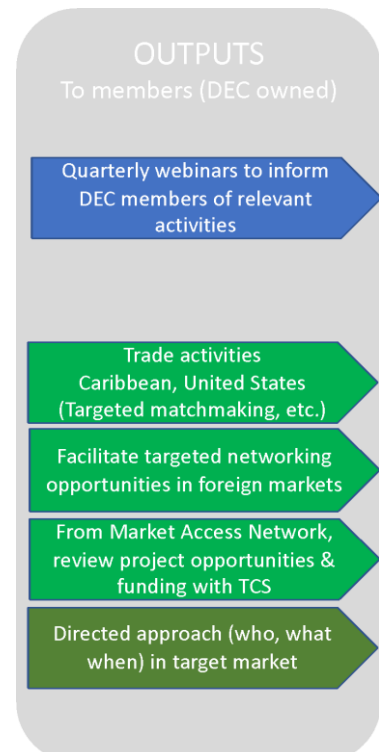 OUTPUTS
To members (DEC owned)
Quarterly webinars to inform
DEC members of relevant
activities
Trade activities
Caribbean, United States
(Targeted matchmaking, etc.)
Facilitate targeted networking
opportunities in foreign markets
From Market Access Network,
review project opportunities &
funding with TCS
Directed approach (who, what
when) in target market